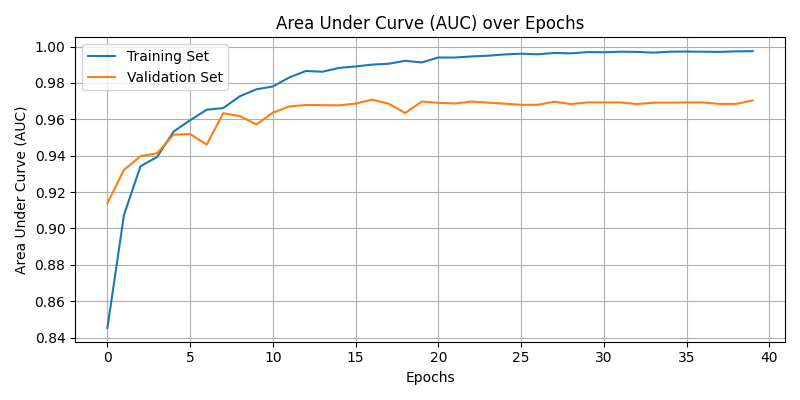 Area Under Curve (AUC) over Epochs
Training Set
Validation Set
Area Under Curve (AUC)
1.00
0.98
0.96
0.94
0.92
0.90
0.88
0.86
0.84
0 5 10 15 20 25 30 35 40
Epochs